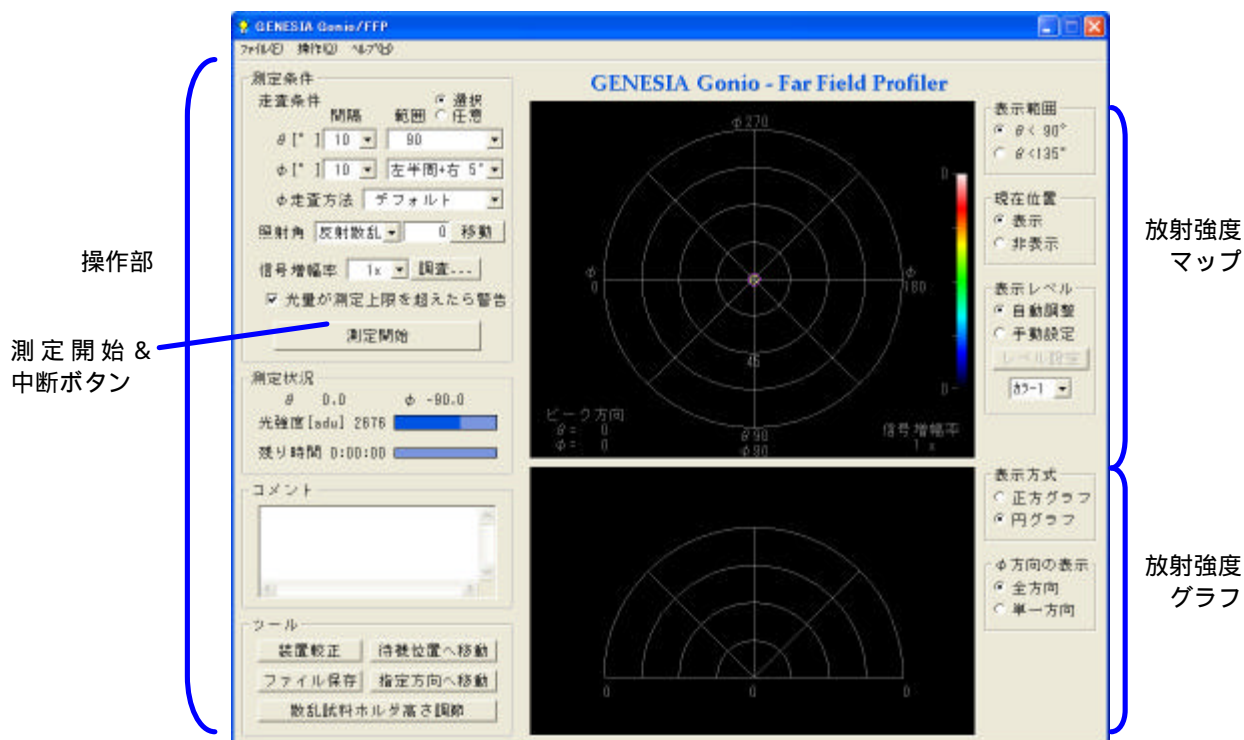 GENESIA Gonio/FFP
ファイル(F) 操作(O) ヘルプ(H)
操作部
測定開始&
中断ボタン
測定条件
走査条件
間隔 範囲 選択 任意
θ[°] 10 90
φ[°] 10 左半周+右 5°
φ走査方法 デフォルト
照射角 反射散乱 0 移動
信号増幅率 1x 調査...
光量が測定上限を超えたら警告
測定開始
測定状況
θ 0.0 φ -90.0
光強度[adu] 2676
残り時間 0:00:00
コメント
ツール
装置較正 待機位置へ移動
ファイル保存 指定方向へ移動
散乱試料ホルダ高さ調節
GENESIA Gonio - Far Field Profiler
φ270
0
φ
0
φ
180
45
0
ピーク方向
θ= 0
φ= 0
θ90
φ90
信号増幅率
1 x
0 0 0
表示範囲
θ< 90°
θ<135°
現在位置
表示
非表示
表示レベル
自動調整
手動設定
レベル設定
カラー1
表示方式
正方グラフ
円グラフ
φ方向の表示
全方向
単一方向
放射強度
マップ
放射強度
グラフ